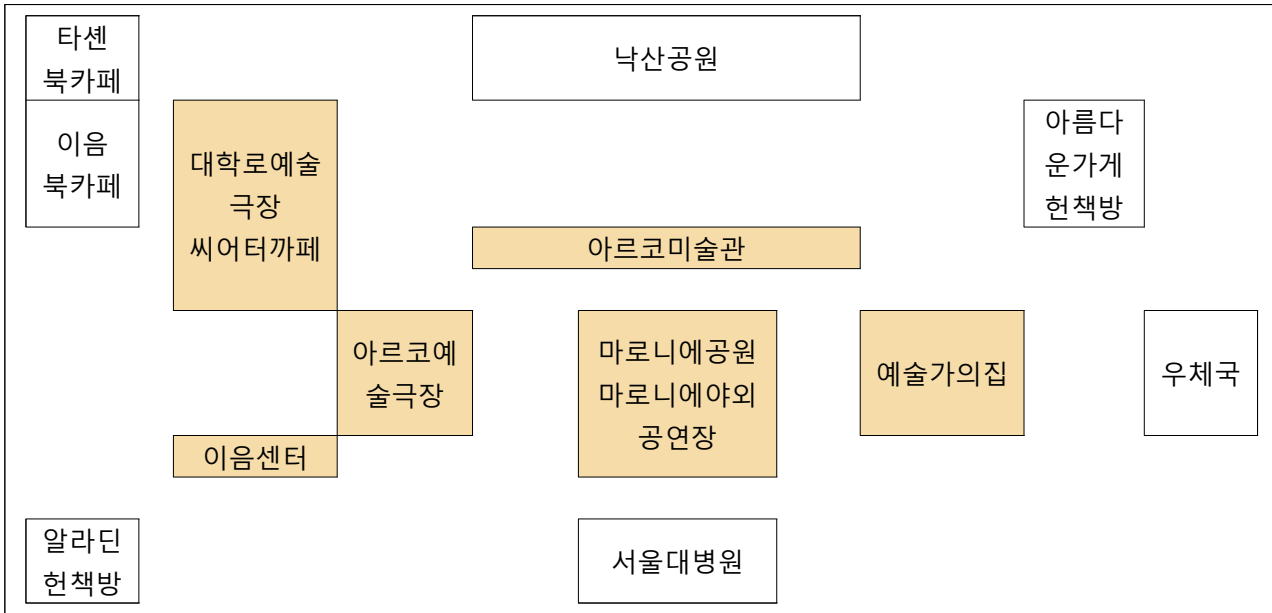 타셴
북카페
낙산공원
이음
북카페
대학로예술
극장
씨어터까페
아름다
운가게
헌책방
아르코미술관
아르코예
술극장
마로니에공원
마로니에야외
공연장
예술가의집
우체국
이음센터
알라딘
헌책방
서울대병원